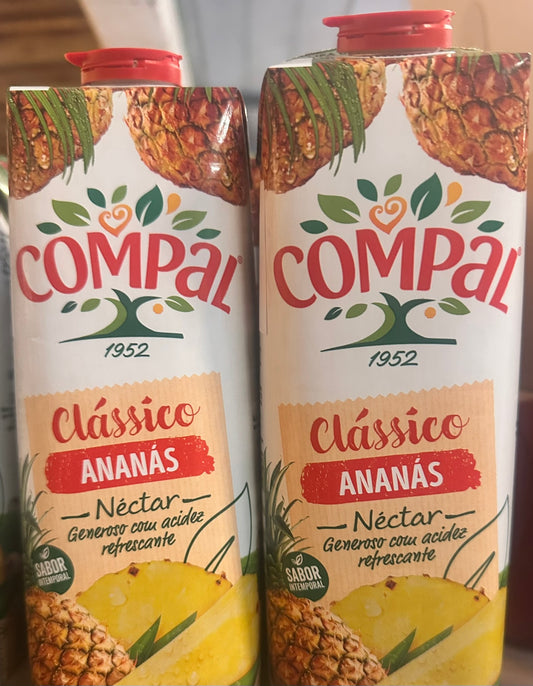 COMPAL
1952
Clássico
ANANÁS
Néctar
Generoso com acidez
refrescante
SABOR
INTEMPORAL
COMPAL
1952
Clássico
ANANÁS
Néctar
Generoso com acidez
refrescante
SABOR
INTEMPORAL